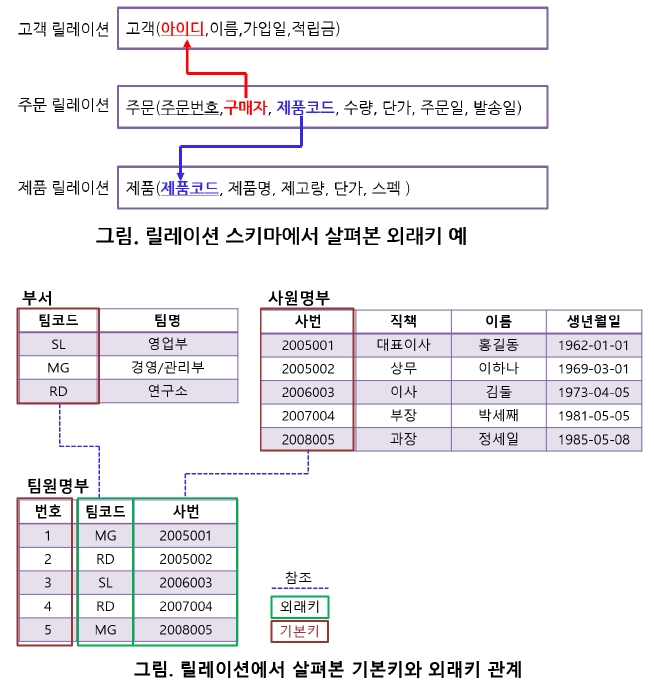 고객 릴레이션 고객(아이디,이름,가입일,적립금)
주문 릴레이션 주문(주문번호,구매자, 제품코드, 수량, 단가, 주문일, 발송일)
제품 릴레이션 제품(제품코드, 제품명, 제고량, 단가, 스펙 )
그림. 릴레이션 스키마에서 살펴본 외래키 예
부서
팀코드 팀명
SL 영업부
MG 경영/관리부
RD 연구소
사원명부
사번 직책 이름 생년월일
2005001 대표이사 홍길동 1962-01-01
2005002 상무 이하나 1969-03-01
2006003 이사 김둘 1973-04-05
2007004 부장 박세째 1981-05-05
2008005 과장 정세일 1985-05-08
팀원명부
번호 팀코드 사번
1 MG 2005001
2 RD 2005002
3 SL 2006003
4 RD 2007004
5 MG 2008005
참조
외래키
기본키
그림. 릴레이션에서 살펴본 기본키와 외래키 관계